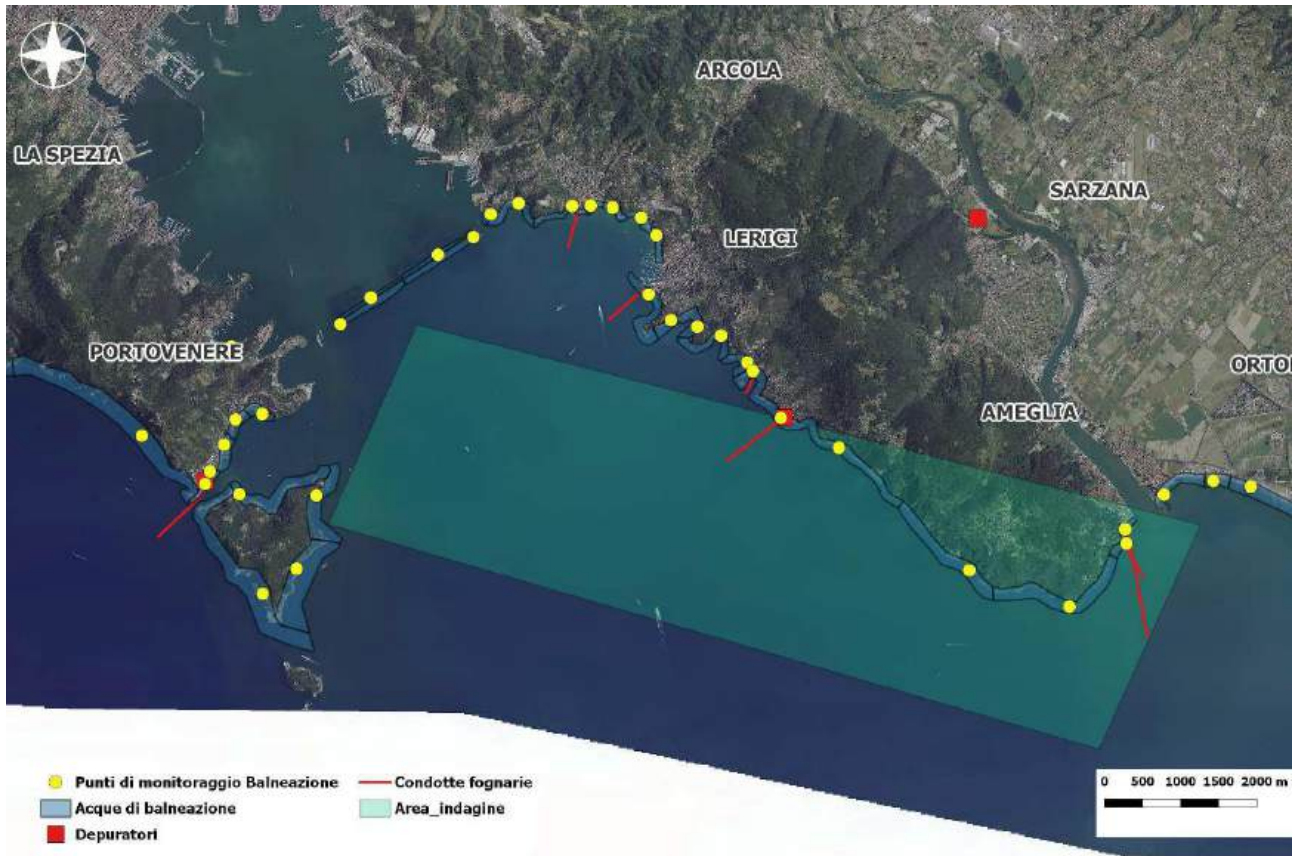 ARCOLA
LA SPEZIA
SARZANA
LERICI
PORTOVENERE
ORTO
AMEGLIA
Punti di monitoraggio Balneazione
Condotte fognarie
Acque di balneazione
Area_indagine
Depuratori
0 500 1000 1500 2000 m